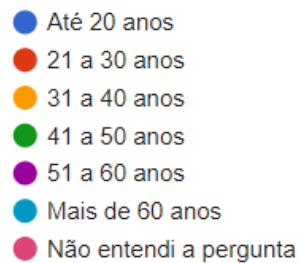 Até 20 anos
21 a 30 anos
31 a 40 anos
41 a 50 anos
51 a 60 anos
Mais de 60 anos
Não entendi a pergunta